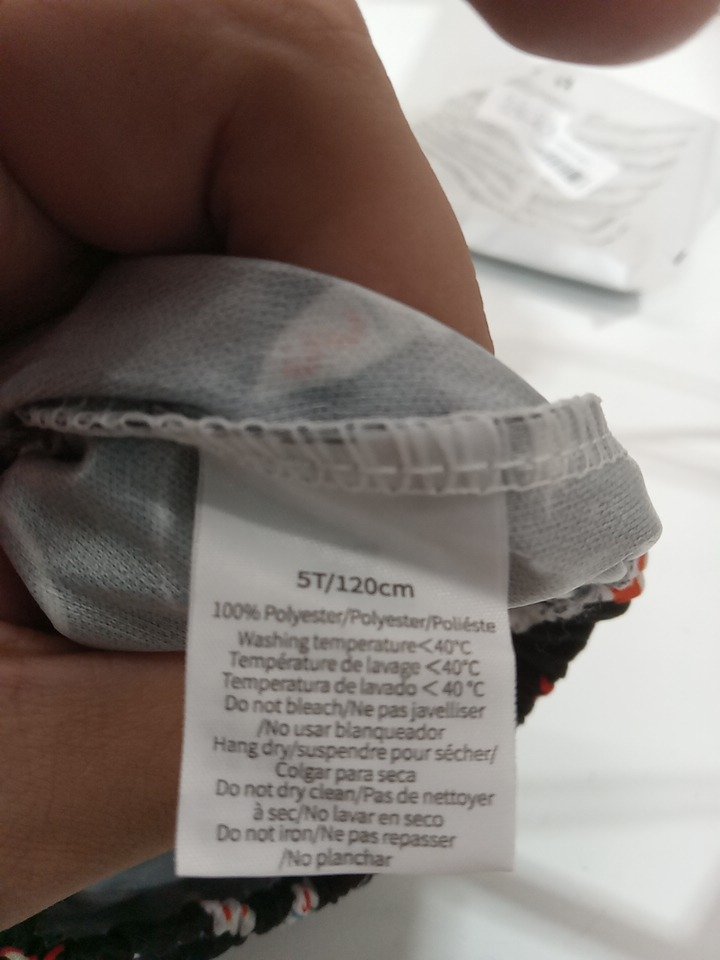 5T/120cm
100% Polyester/Polyester/Poliéste
Washing temperature<40°C
Température de lavage <40°C
Temperatura de lavado < 40 °C
Do not bleach/Ne pas javelliser
/No usar blanqueador
Hang dry/suspendre pour sécher/
Colgar para seca
Do not dry clean/Pas de nettoyer
à sec/No lavar en seco
Do not iron/Ne pas repasser
/No planchar